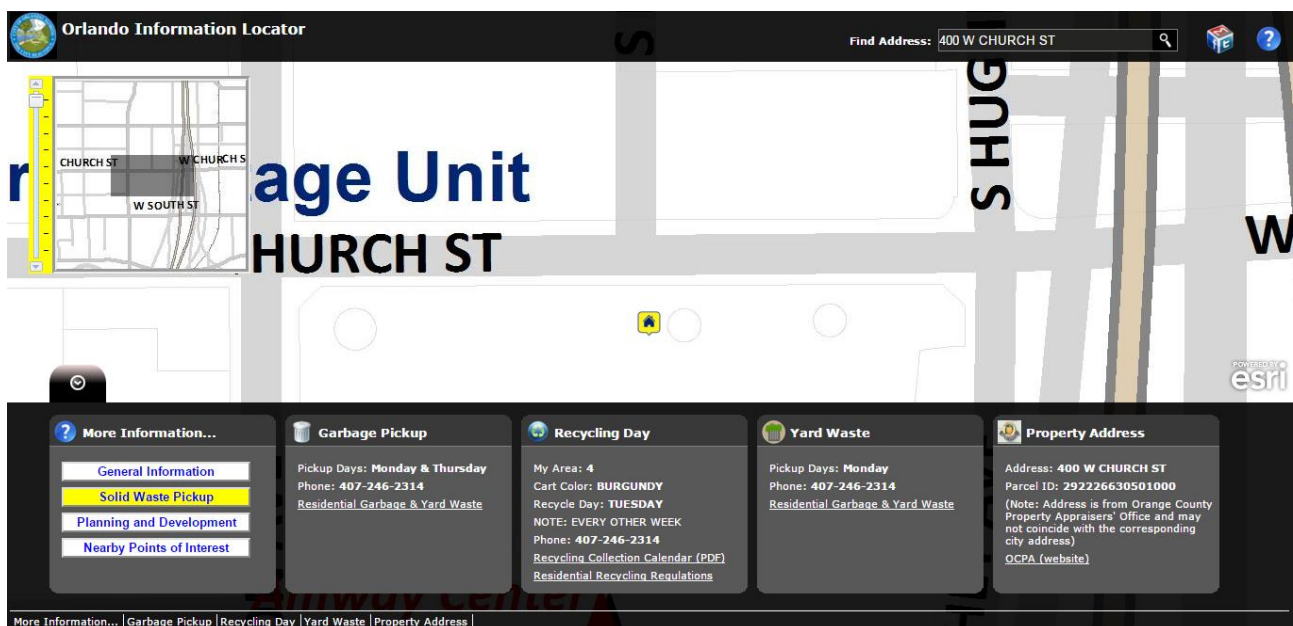 Orlando Information Locator
Find Address: 400 W CHURCH ST
S
S HUG
CHURCH ST
W CHURCH S
W SOUTH ST
age Unit
HURCH ST
W
POWERED BY
esri
More Information...
General Information
Solid Waste Pickup
Planning and Development
Nearby Points of Interest
Garbage Pickup
Pickup Days: Monday & Thursday
Phone: 407-246-2314
Residential Garbage & Yard Waste
Recycling Day
My Area: 4
Cart Color: BURGUNDY
Recycle Day: TUESDAY
NOTE: EVERY OTHER WEEK
Phone: 407-246-2314
Recycling Collection Calendar (PDF)
Residential Recycling Regulations
Yard Waste
Pickup Days: Monday
Phone: 407-246-2314
Residential Garbage & Yard Waste
Property Address
Address: 400 W CHURCH ST
Parcel ID: 292226630501000
(Note: Address is from Orange County
Property Appraisers' Office and may
not coincide with the corresponding
city address)
OCPA (website)
Amway Center
More Information... | Garbage Pickup | Recycling Day | Yard Waste | Property Address |